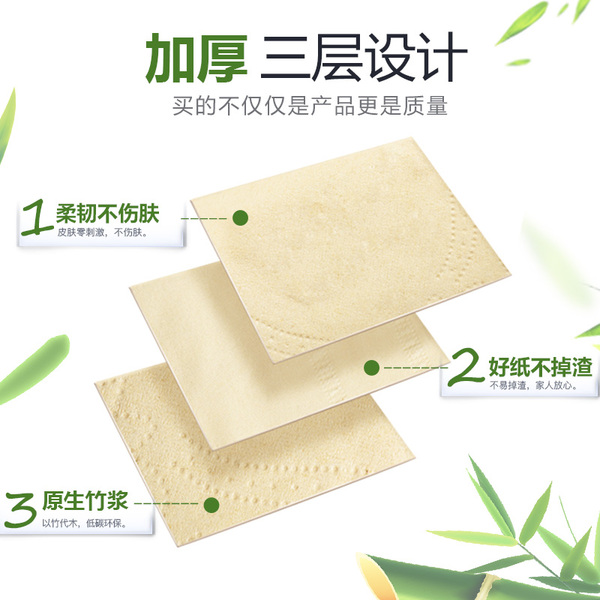 加厚 三层设计
买的不仅仅是产品更是质量
1 柔韧不伤肤
皮肤零刺激，不伤肤。
2 好纸不掉渣
不易掉渣，家人放心。
3 原生竹浆
以竹代木，低碳环保。